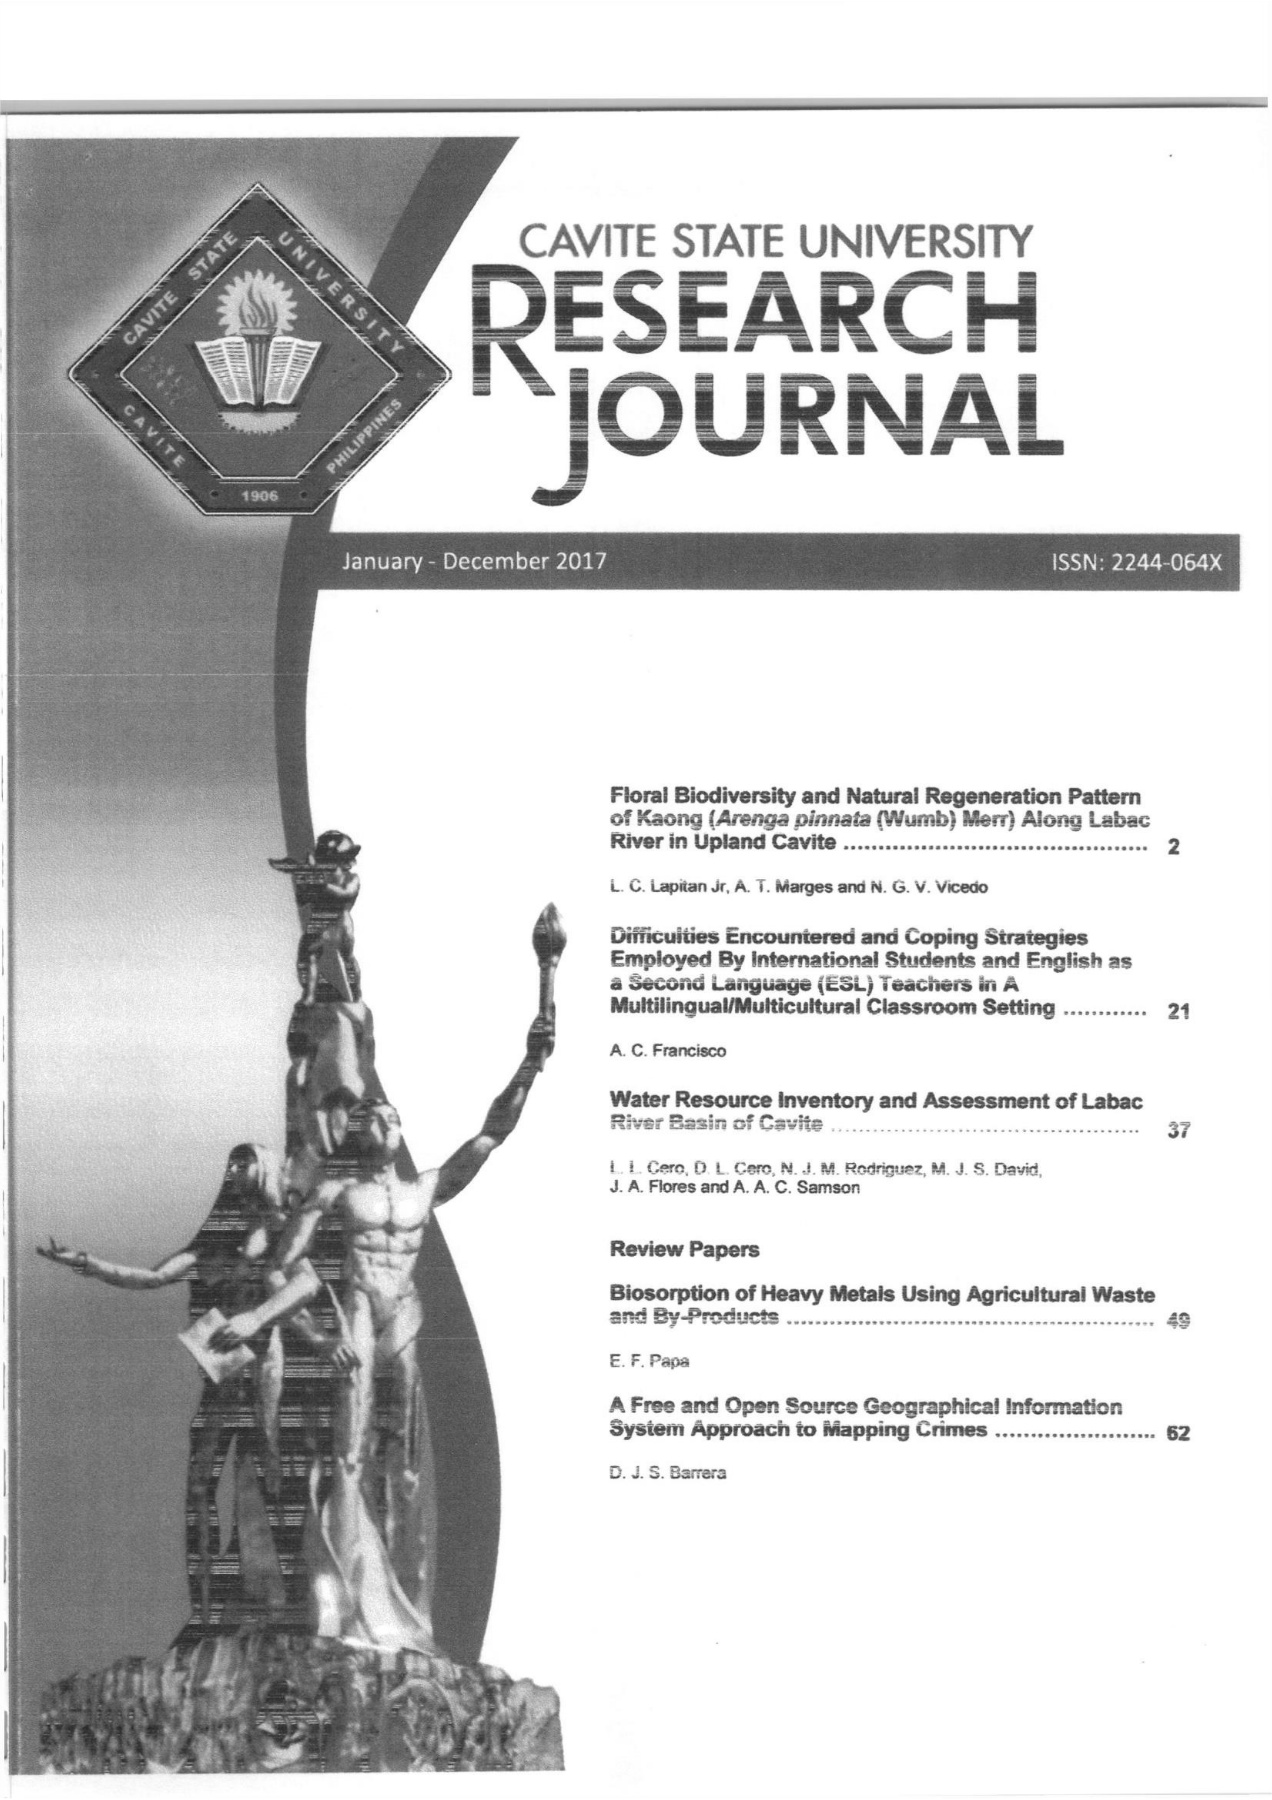 CAVITE STATE UNIVERSITY
CAVITE
PHILIPPINES
1906
CAVITE STATE UNIVERSITY
RESEARCH
JOURNAL
January - December 2017
ISSN: 2244-064X
Floral Biodiversity and Natural Regeneration Pattern
of Kaong (Arenga pinnata (Wumb) Merr) Along Labac
River in Upland Cavite .......................................... 2
L. C. Lapitan Jr, A. T. Marges and N. G. V. Vicedo
Difficulties Encountered and Coping Strategies
Employed By International Students and English as
a Second Language (ESL) Teachers in A
Multilingual/Multicultural Classroom Setting ............ 21
A. C. Francisco
Water Resource Inventory and Assessment of Labac
River Basin of Cavite .......................................... 37
L. L. Cero, D. L. Cero, N. J. M. Rodriguez, M. J. S. David,
J. A. Flores and A. A. C. Samson
Review Papers
Biosorption of Heavy Metals Using Agricultural Waste
and By-Products .................................................. 49
E. F. Papa
A Free and Open Source Geographical Information
System Approach to Mapping Crimes ...................... 62
D. J. S. Barrera